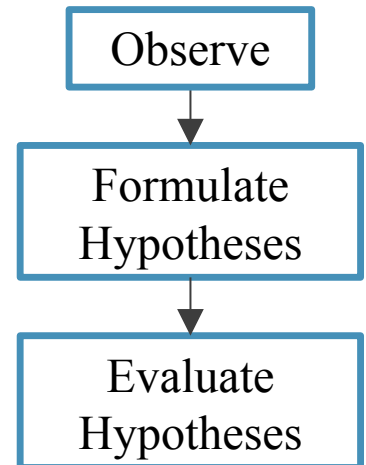 Observe
Formulate
Hypotheses
Evaluate
Hypotheses